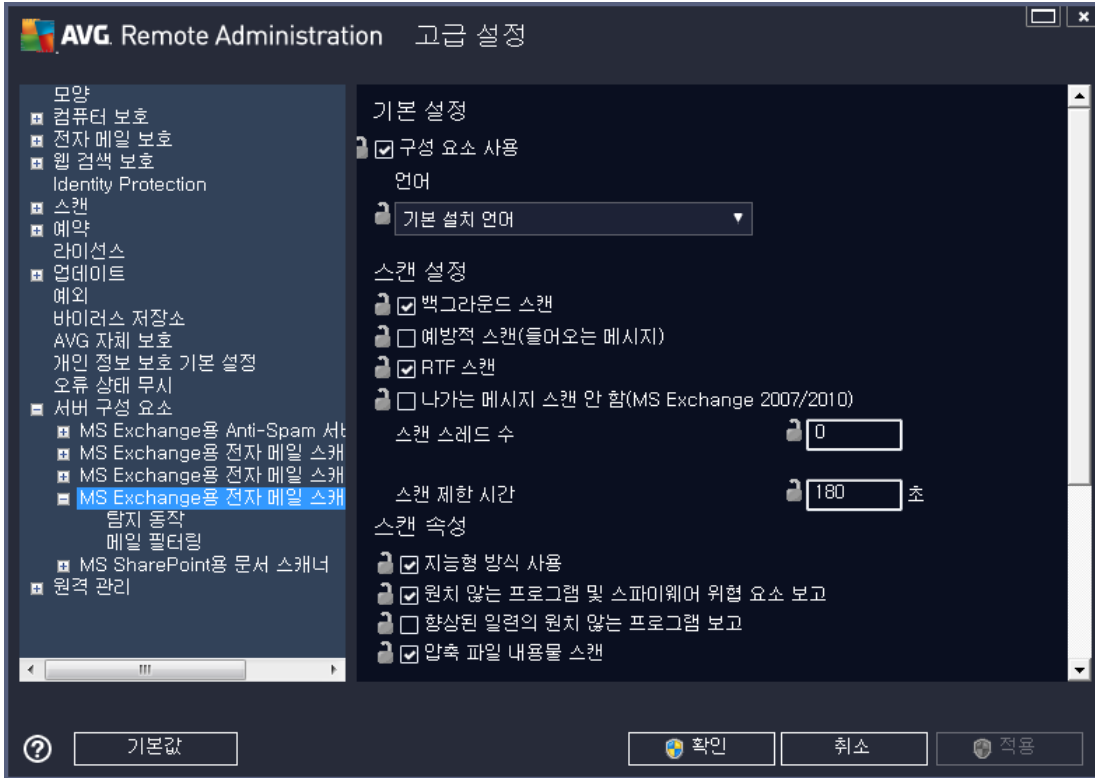 AVG. Remote Administration 고급 설정
모양
컴퓨터 보호
전자 메일 보호
웹 검색 보호
Identity Protection
스캔
예약
라이선스
업데이트
예외
바이러스 저장소
AVG 자체 보호
개인 정보 보호 기본 설정
오류 상태 무시
서버 구성 요소
MS Exchange용 Anti-Spam 서
MS Exchange용 전자 메일 스캐
MS Exchange용 전자 메일 스캐
MS Exchange용 전자 메일 스캐
탐지 동작
메일 필터링
MS SharePoint용 문서 스캐너
원격 관리
기본 설정
구성 요소 사용
언어
기본 설치 언어
스캔 설정
백그라운드 스캔
예방적 스캔(들어오는 메시지)
RTF 스캔
나가는 메시지 스캔 안 함(MS Exchange 2007/2010)
스캔 스레드 수 0
스캔 제한 시간 180 초
스캔 속성
지능형 방식 사용
원치 않는 프로그램 및 스파이웨어 위협 요소 보고
향상된 일련의 원치 않는 프로그램 보고
압축 파일 내용물 스캔
기본값 확인 취소 적용